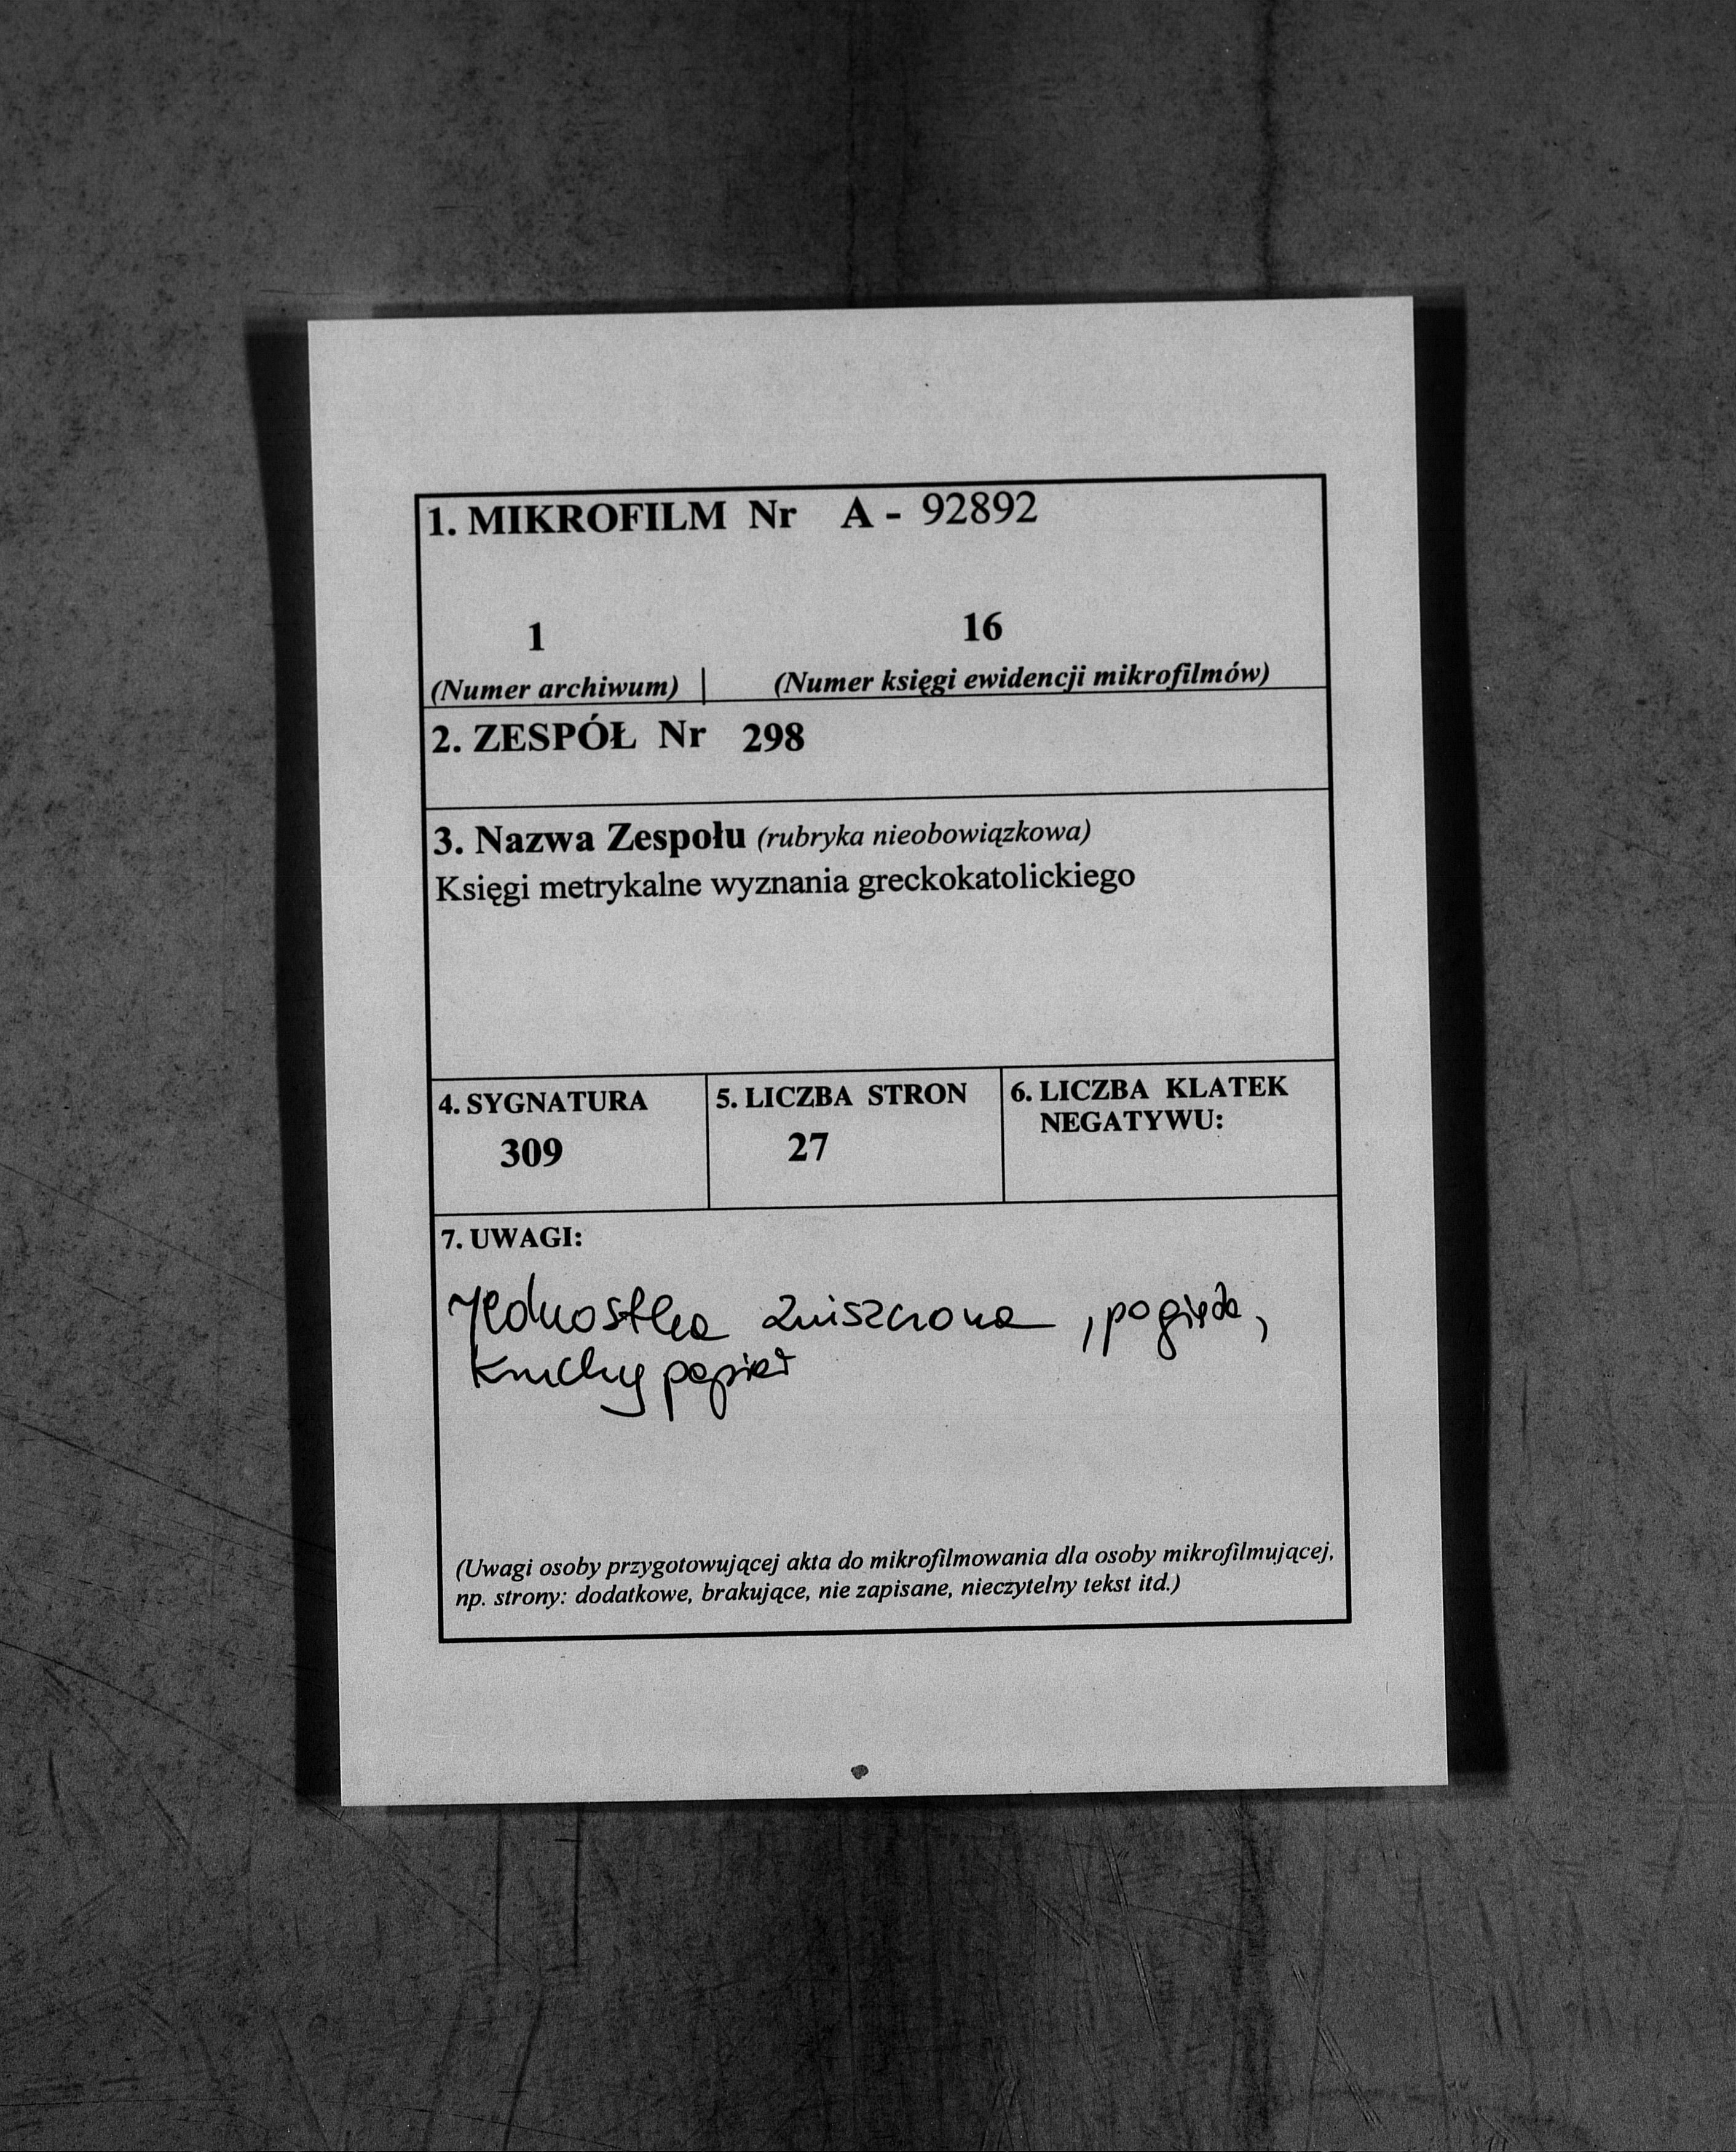 1. MIKROFILM Nr A - 92892
1 16
(Numer archiwum) | (Numer księgi ewidencji mikrofilmów)
2. ZESPÓŁ Nr 298
3. Nazwa Zespołu (rubryka nieobowiązkowa)
Księgi metrykalne wyznania greckokatolickiego
4. SYGNATURA
309
5. LICZBA STRON
27
6. LICZBA KLATEK
NEGATYWU:
7. UWAGI:
Jednostka zniszczona, pogięta,
kruchy papier
(Uwagi osoby przygotowującej akta do mikrofilmowania dla osoby mikrofilmującej,
np. strony: dodatkowe, brakujące, nie zapisane, nieczytelny tekst itd.)